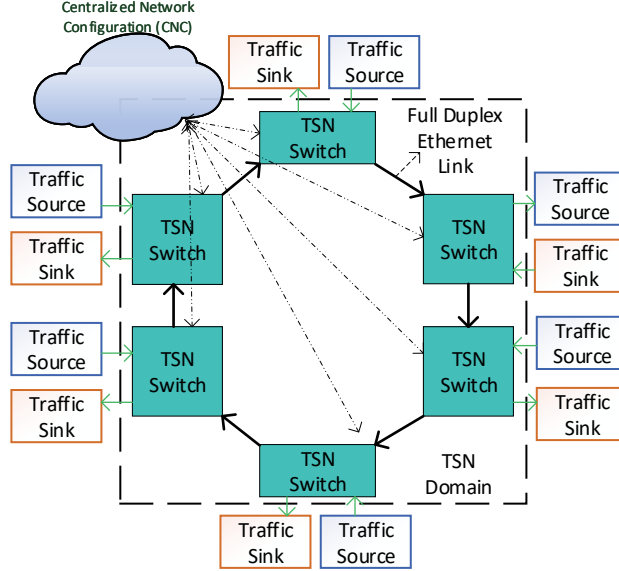 Centralized Network
Configuration (CNC)
Traffic
Sink
Traffic
Source
TSN
Switch
Full Duplex
Ethernet
Link
Traffic
Source
Traffic
Sink
TSN
Switch
TSN
Switch
Traffic
Source
Traffic
Sink
Traffic
Source
Traffic
Sink
TSN
Switch
TSN
Switch
Traffic
Source
Traffic
Sink
TSN
Switch
TSN
Domain
Traffic
Sink
Traffic
Source